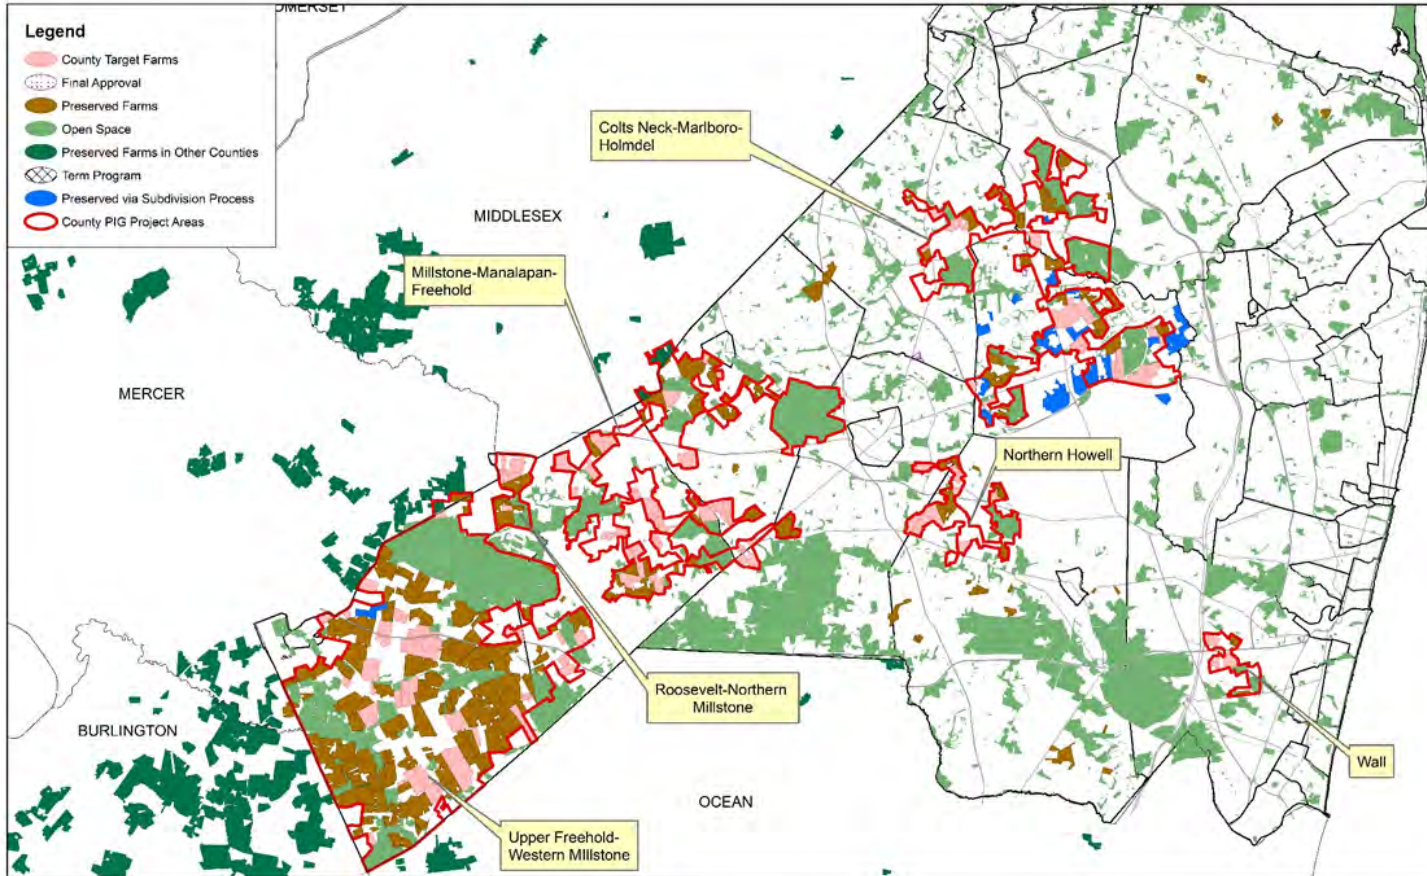 OMERSET
Legend
County Target Farms
Final Approval
Preserved Farms
Open Space
Preserved Farms in Other Counties
Term Program
Preserved via Subdivision Process
County PIG Project Areas
Colts Neck-Marlboro-
Holmdel
MIDDLESEX
Millstone-Manalapan-
Freehold
MERCER
Northern Howell
Roosevelt-Northern
Millstone
BURLINGTON
Wall
OCEAN
Upper Freehold-
Western Millstone